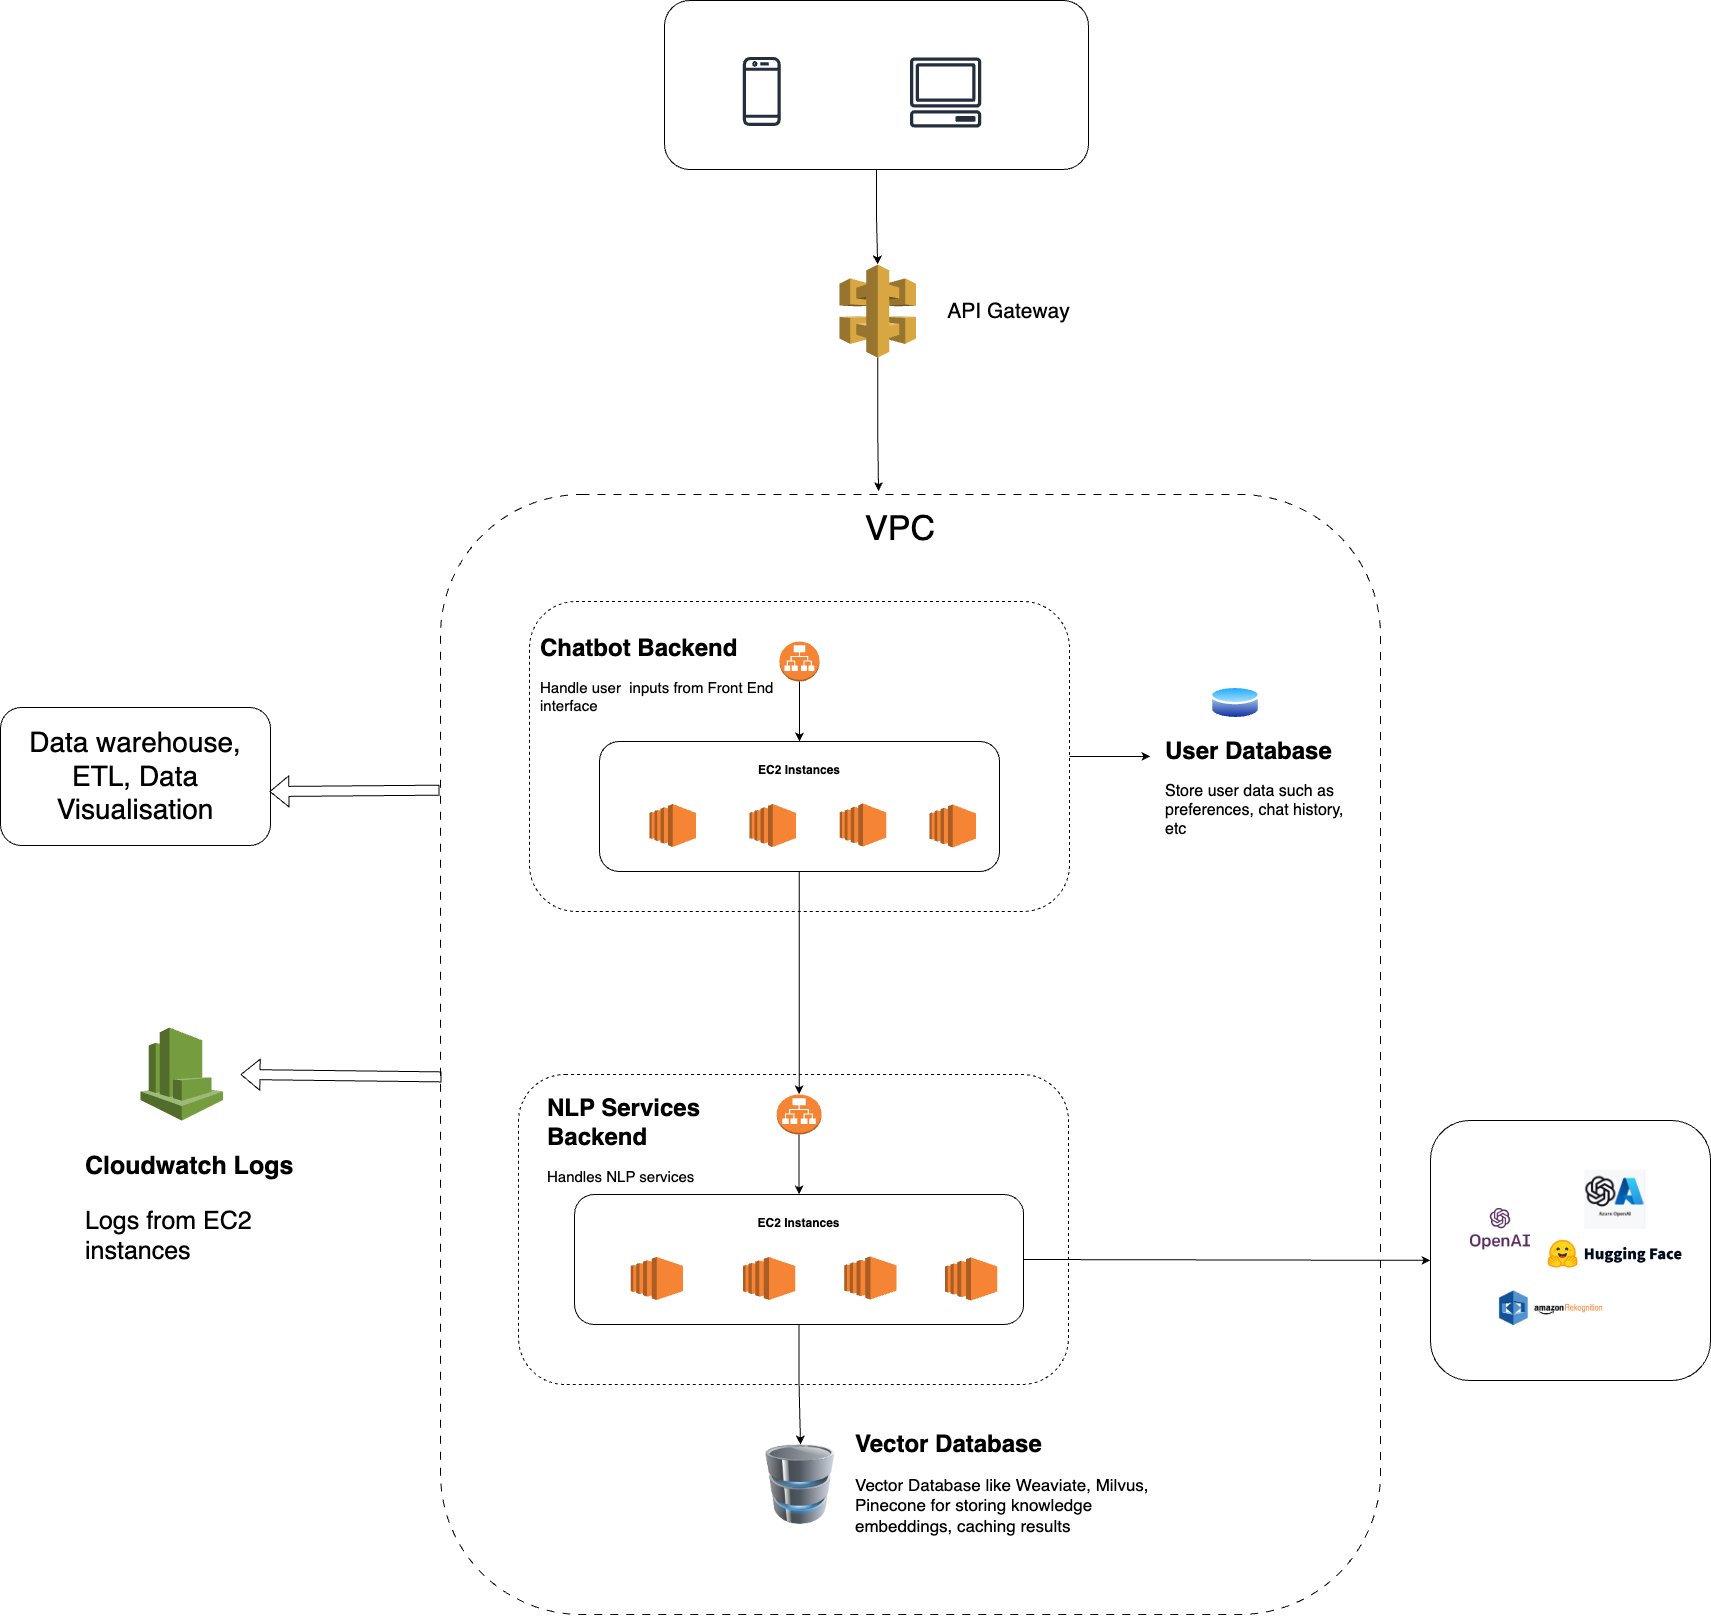 API Gateway
VPC
Chatbot Backend
Handle user  inputs from Front End
interface
EC2 Instances
User Database
Store user data such as
preferences, chat history,
etc
Data warehouse,
ETL, Data
Visualisation
Cloudwatch Logs
Logs from EC2
instances
NLP Services
Backend
Handles NLP services
EC2 Instances
Azure OpenAI
OpenAI
Hugging Face
amazon Rekognition
Vector Database
Vector Database like Weaviate, Milvus,
Pinecone for storing knowledge
embeddings, caching results